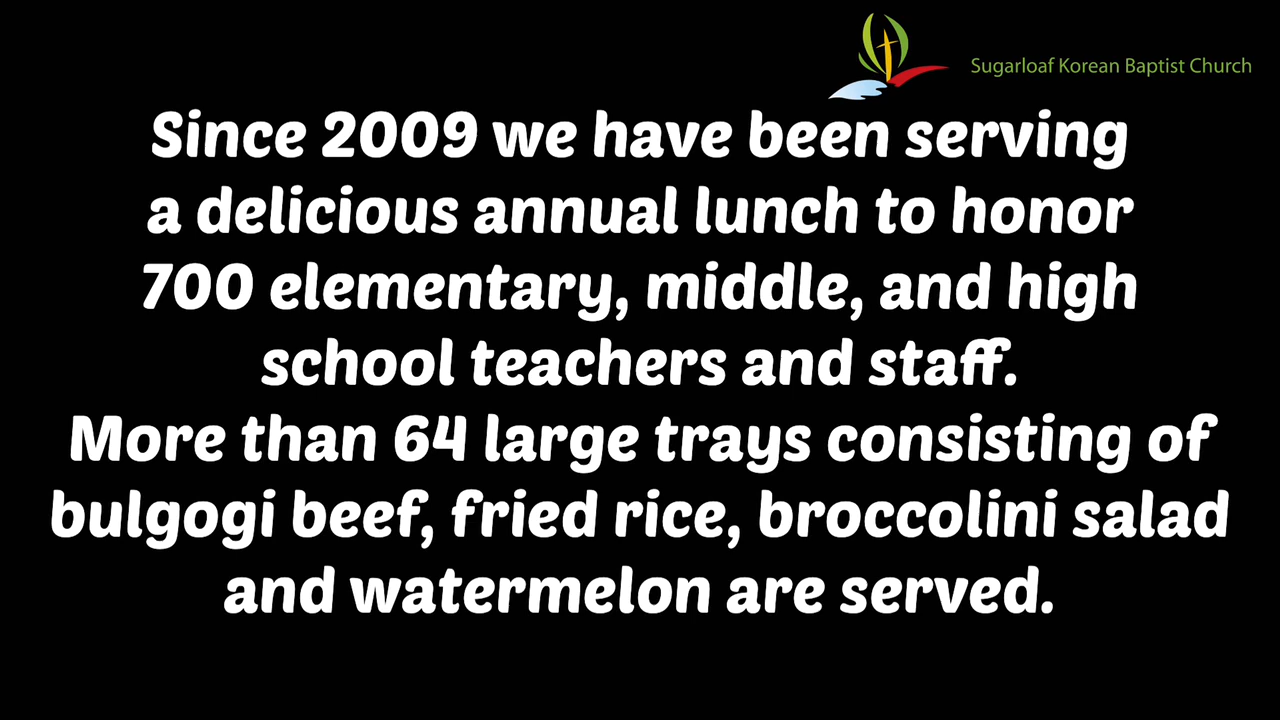 Sugarloaf Korean Baptist Church
Since 2009 we have been serving
a delicious annual lunch to honor
700 elementary, middle, and high
school teachers and staff.
More than 64 large trays consisting of
bulgogi beef, fried rice, broccolini salad
and watermelon are served.